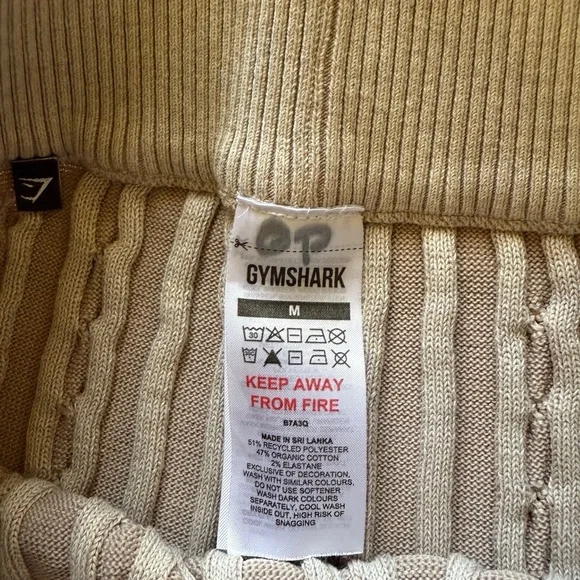 OP
GYMSHARK
M
30
KEEP AWAY
FROM FIRE
B7A3Q
MADE IN SRI LANKA
51% RECYCLED POLYESTER
47% ORGANIC COTTON
2% ELASTANE
EXCLUSIVE OF DECORATION,
WASH WITH SIMILAR COLOURS,
DO NOT USE SOFTENER
WASH DARK COLOURS
SEPARATELY, COOL WASH
INSIDE OUT, HIGH RISK OF
SNAGGING